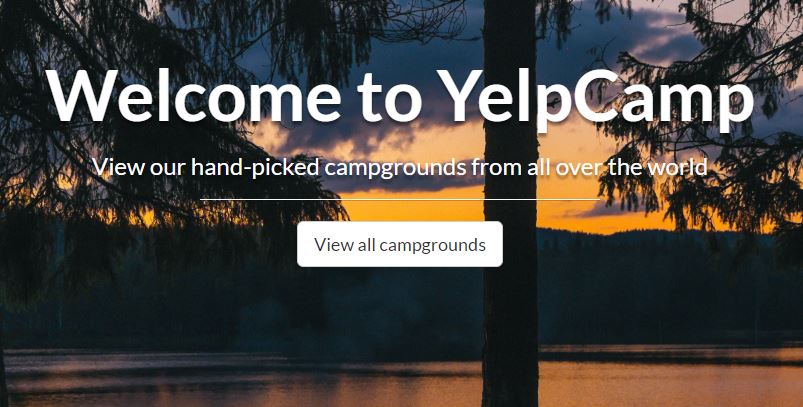 Welcome to YelpCamp
View our hand-picked campgrounds from all over the world
View all campgrounds